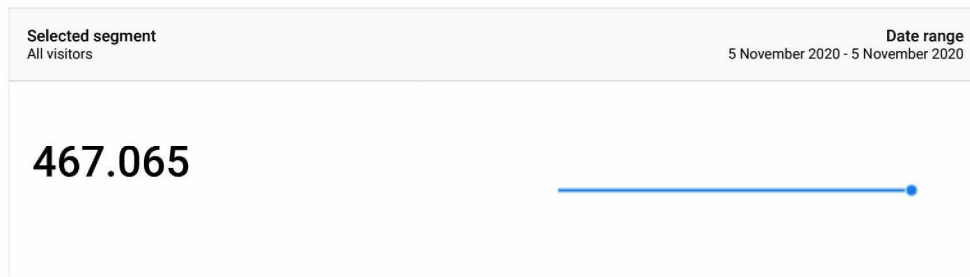 Selected segment
All visitors
Date range
5 November 2020 - 5 November 2020
467.065